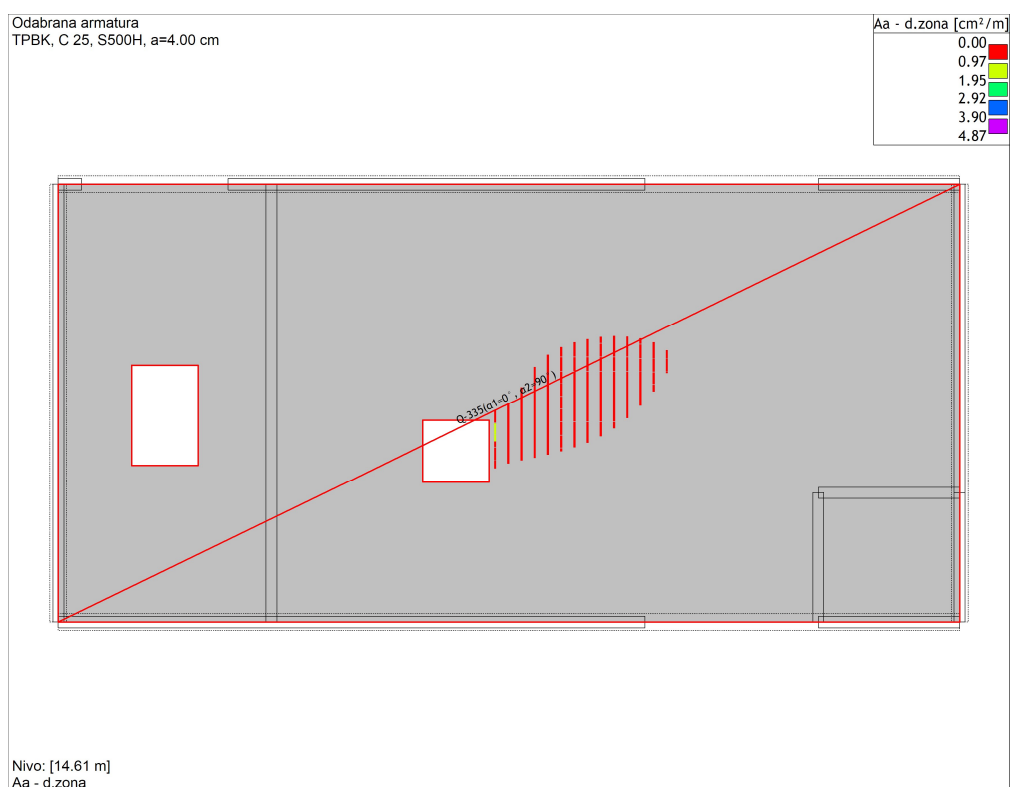 Odabrana armatura
TPBK, C 25, S500H, a=4.00 cm
Aa - d.zona [cm²/m]
0.00
0.97
1.95
2.92
3.90
4.87
Q-335(α1=0°, α2=90°)
Nivo: [14.61 m]
Aa - d.zona